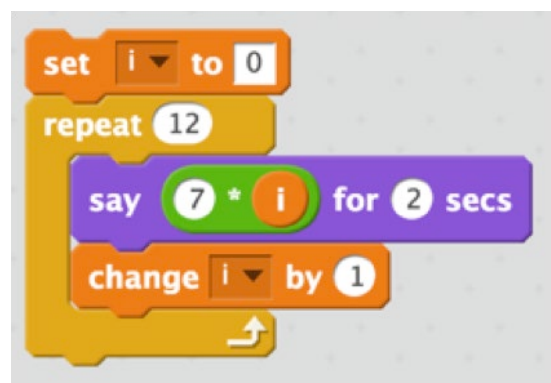 set i to 0
repeat 12
say 7 * i for 2 secs
change i by 1